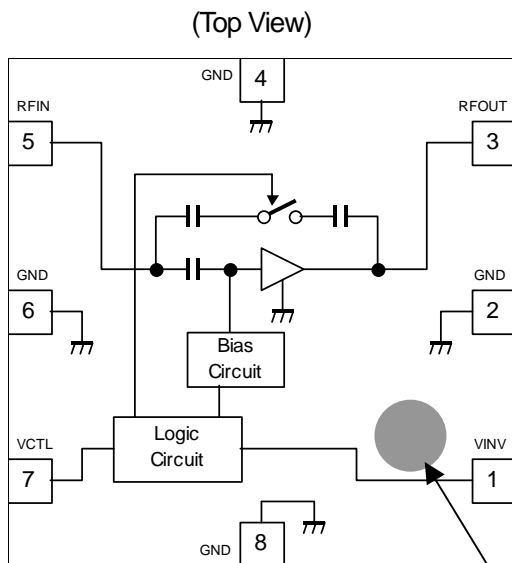 (Top View)
GND
4
RFIN
5
RFOUT
3
GND
6
GND
2
Bias
Circuit
Logic
Circuit
VCTL
7
VINV
1
GND
8